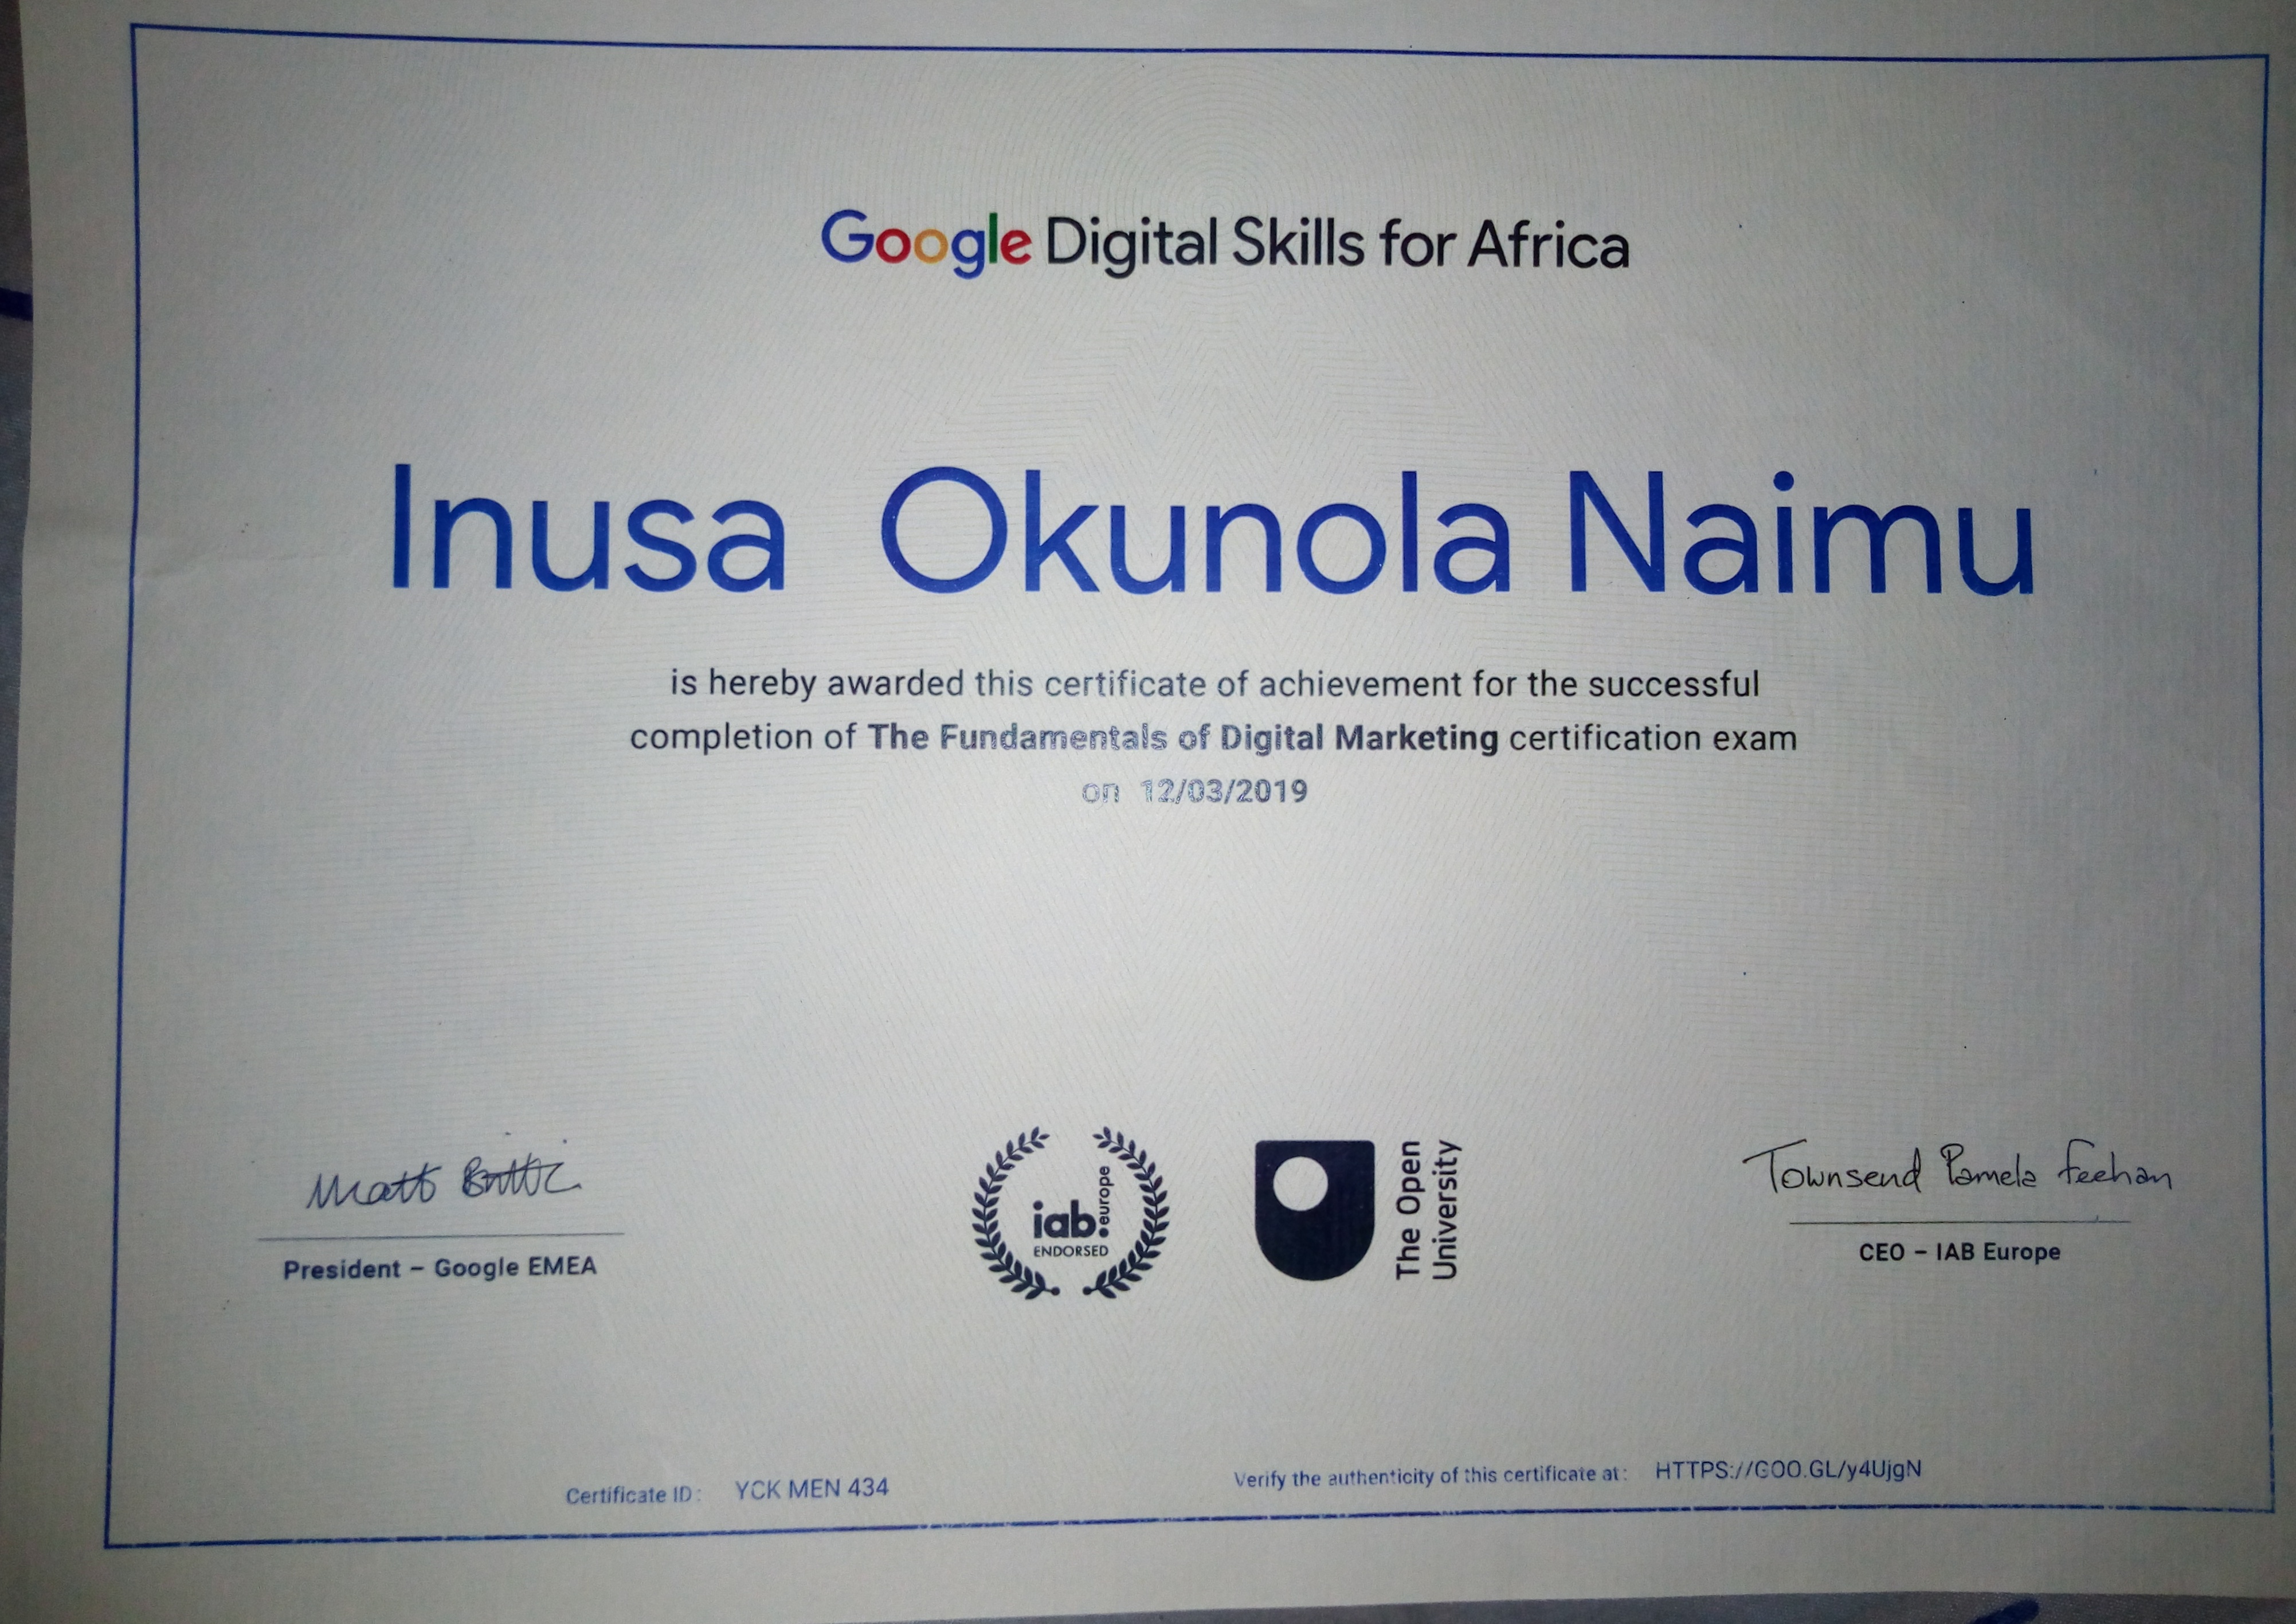 Google Digital Skills for Africa
Inusa Okunola Naimu
is hereby awarded this certificate of achievement for the successful
completion of The Fundamentals of Digital Marketing certification exam
on 12/03/2019
Matt
President – Google EMEA
iab. europe
ENDORSED
The Open
University
Townsend Pamela Feehan
CEO – IAB Europe
Certificate ID: YCK MEN 434
Verify the authenticity of this certificate at: HTTPS://GOO.GL/y4UjgN